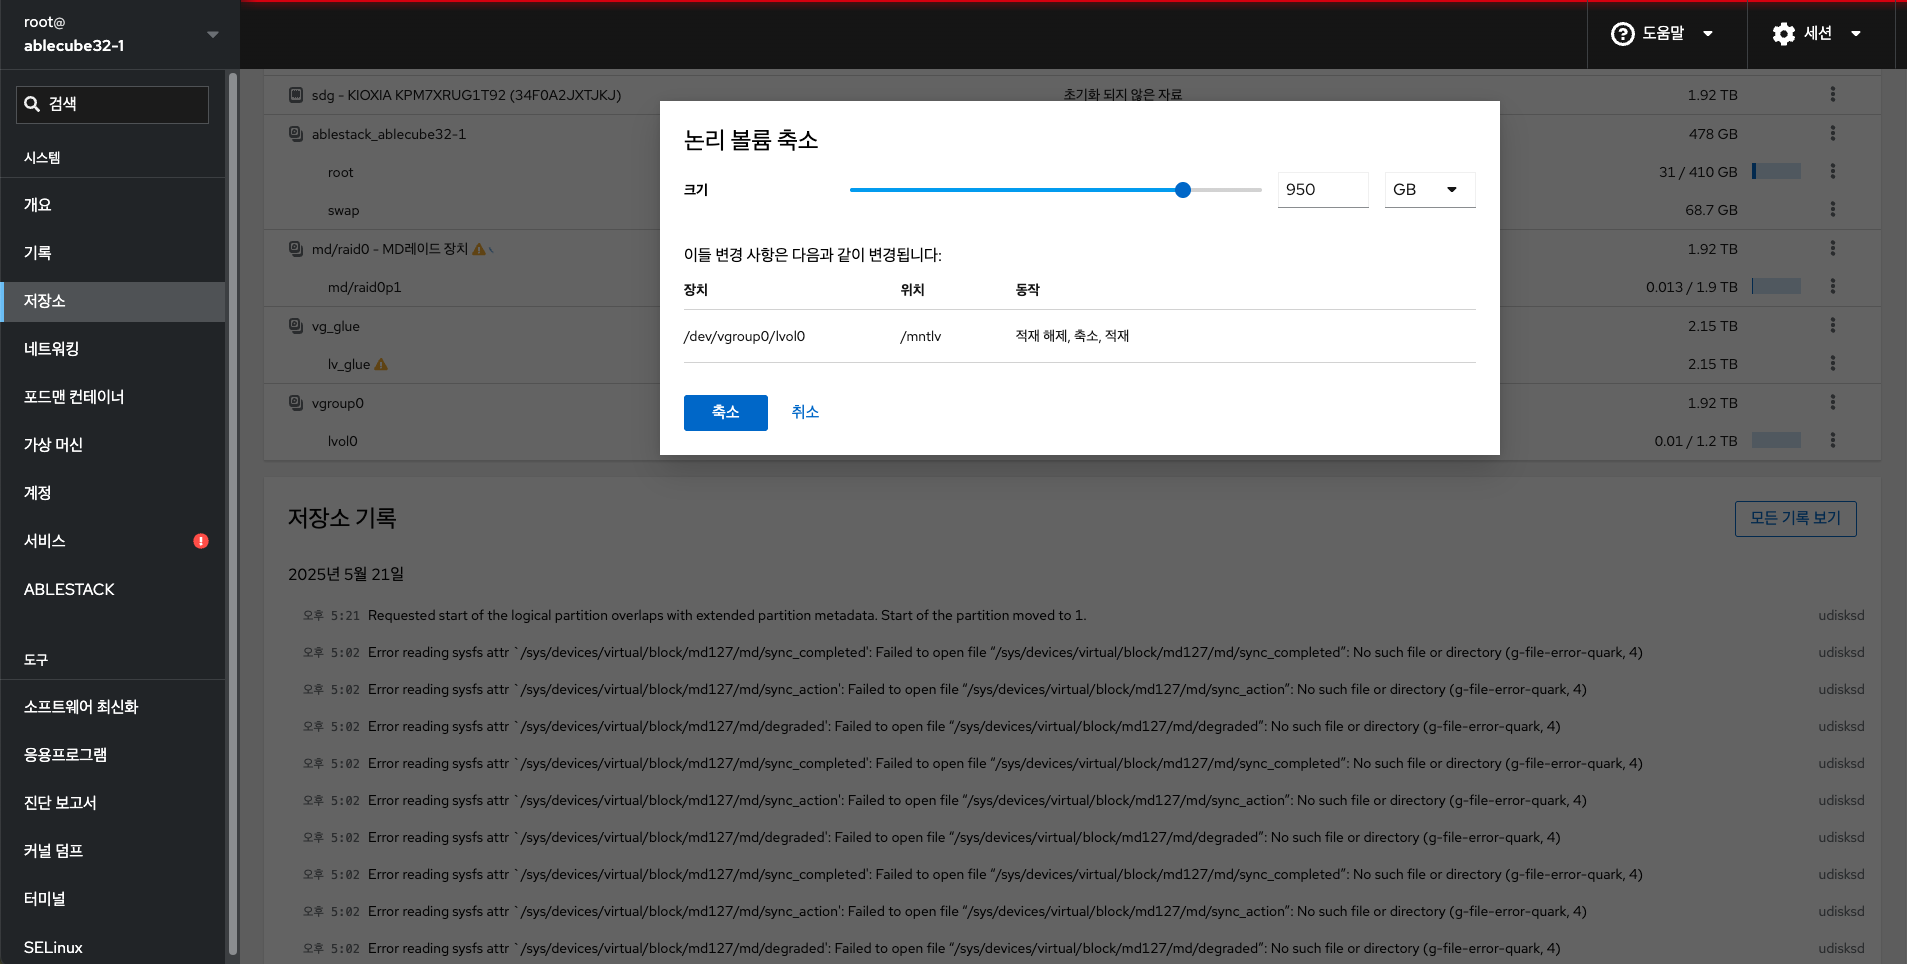 root@
ablecube32-1
도움말
세션
검색
시스템
개요
기록
저장소
네트워킹
포드맨 컨테이너
가상 머신
계정
서비스
ABLESTACK
도구
소프트웨어 최신화
응용프로그램
진단 보고서
커널 덤프
터미널
SELinux
sdg - KIOXIA KPM7XRUG1T92 (34F0A2JXTJKJ) 초기화 되지 않은 자료 1.92 TB
ablestack_ablecube32-1 478 GB
root 31 / 410 GB
swap 68.7 GB
md/raid0 - MD레이드 장치 1.92 TB
md/raid0p1 0.013 / 1.9 TB
vg_glue 2.15 TB
lv_glue 2.15 TB
vgroup0 1.92 TB
lvol0 0.01 / 1.2 TB
논리 볼륨 축소
크기 950 GB
이들 변경 사항은 다음과 같이 변경됩니다:
장치 위치 동작
/dev/vgroup0/lvol0 /mntlv 적재 해제, 축소, 적재
축소 취소
저장소 기록 모든 기록 보기
2025년 5월 21일
오후 5:21 Requested start of the logical partition overlaps with extended partition metadata. Start of the partition moved to 1. udisksd
오후 5:02 Error reading sysfs attr `/sys/devices/virtual/block/md127/md/sync_completed': Failed to open file “/sys/devices/virtual/block/md127/md/sync_completed”: No such file or directory (g-file-error-quark, 4) udisksd
오후 5:02 Error reading sysfs attr `/sys/devices/virtual/block/md127/md/sync_action': Failed to open file “/sys/devices/virtual/block/md127/md/sync_action”: No such file or directory (g-file-error-quark, 4) udisksd
오후 5:02 Error reading sysfs attr `/sys/devices/virtual/block/md127/md/degraded': Failed to open file “/sys/devices/virtual/block/md127/md/degraded”: No such file or directory (g-file-error-quark, 4) udisksd
오후 5:02 Error reading sysfs attr `/sys/devices/virtual/block/md127/md/sync_completed': Failed to open file “/sys/devices/virtual/block/md127/md/sync_completed”: No such file or directory (g-file-error-quark, 4) udisksd
오후 5:02 Error reading sysfs attr `/sys/devices/virtual/block/md127/md/sync_action': Failed to open file “/sys/devices/virtual/block/md127/md/sync_action”: No such file or directory (g-file-error-quark, 4) udisksd
오후 5:02 Error reading sysfs attr `/sys/devices/virtual/block/md127/md/degraded': Failed to open file “/sys/devices/virtual/block/md127/md/degraded”: No such file or directory (g-file-error-quark, 4) udisksd
오후 5:02 Error reading sysfs attr `/sys/devices/virtual/block/md127/md/sync_completed': Failed to open file “/sys/devices/virtual/block/md127/md/sync_completed”: No such file or directory (g-file-error-quark, 4) udisksd
오후 5:02 Error reading sysfs attr `/sys/devices/virtual/block/md127/md/sync_action': Failed to open file “/sys/devices/virtual/block/md127/md/sync_action”: No such file or directory (g-file-error-quark, 4) udisksd
오후 5:02 Error reading sysfs attr `/sys/devices/virtual/block/md127/md/degraded': Failed to open file “/sys/devices/virtual/block/md127/md/degraded”: No such file or directory (g-file-error-quark, 4) udisksd